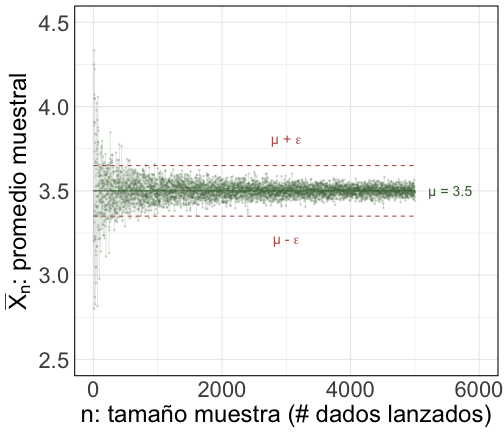 4.5
4.0
3.5
3.0
2.5
X̅n: promedio muestral
μ + ε
μ = 3.5
μ - ε
0 2000 4000 6000
n: tamaño muestra (# dados lanzados)